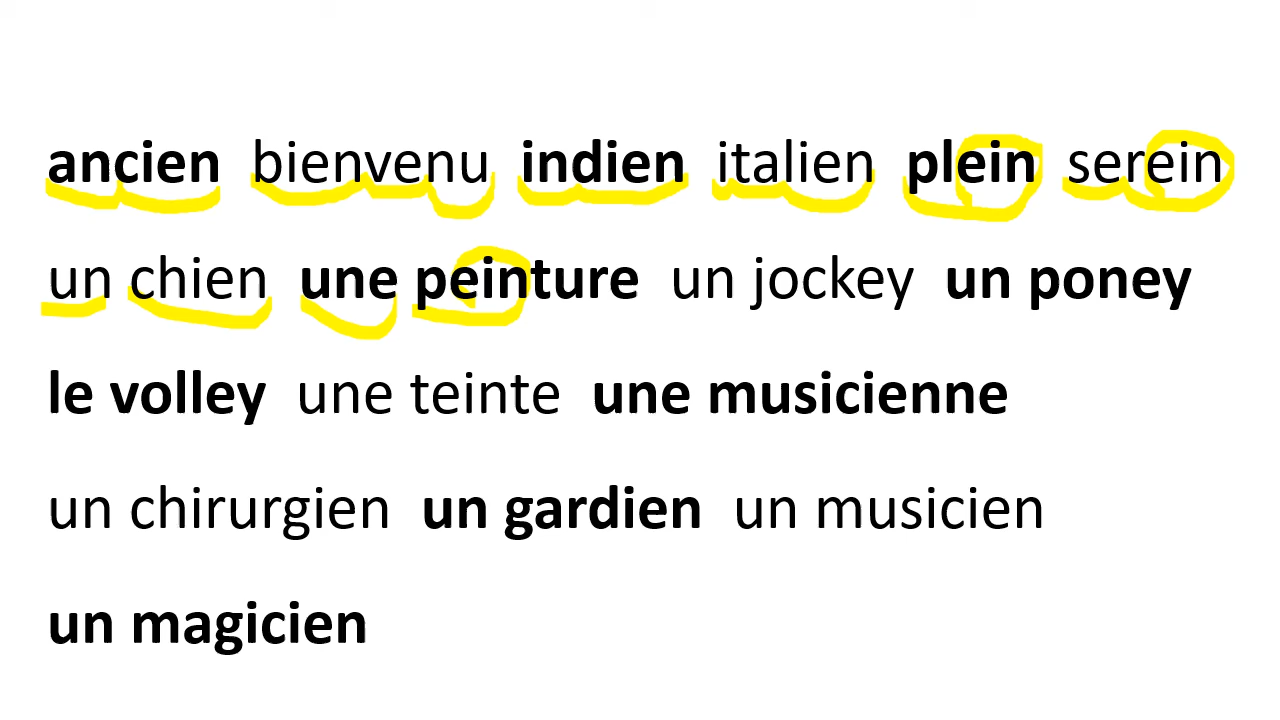 ancien bienvenu indien italien plein serein
un chien une peinture un jockey un poney
le volley une teinte une musicienne
un chirurgien un gardien un musicien
un magicien